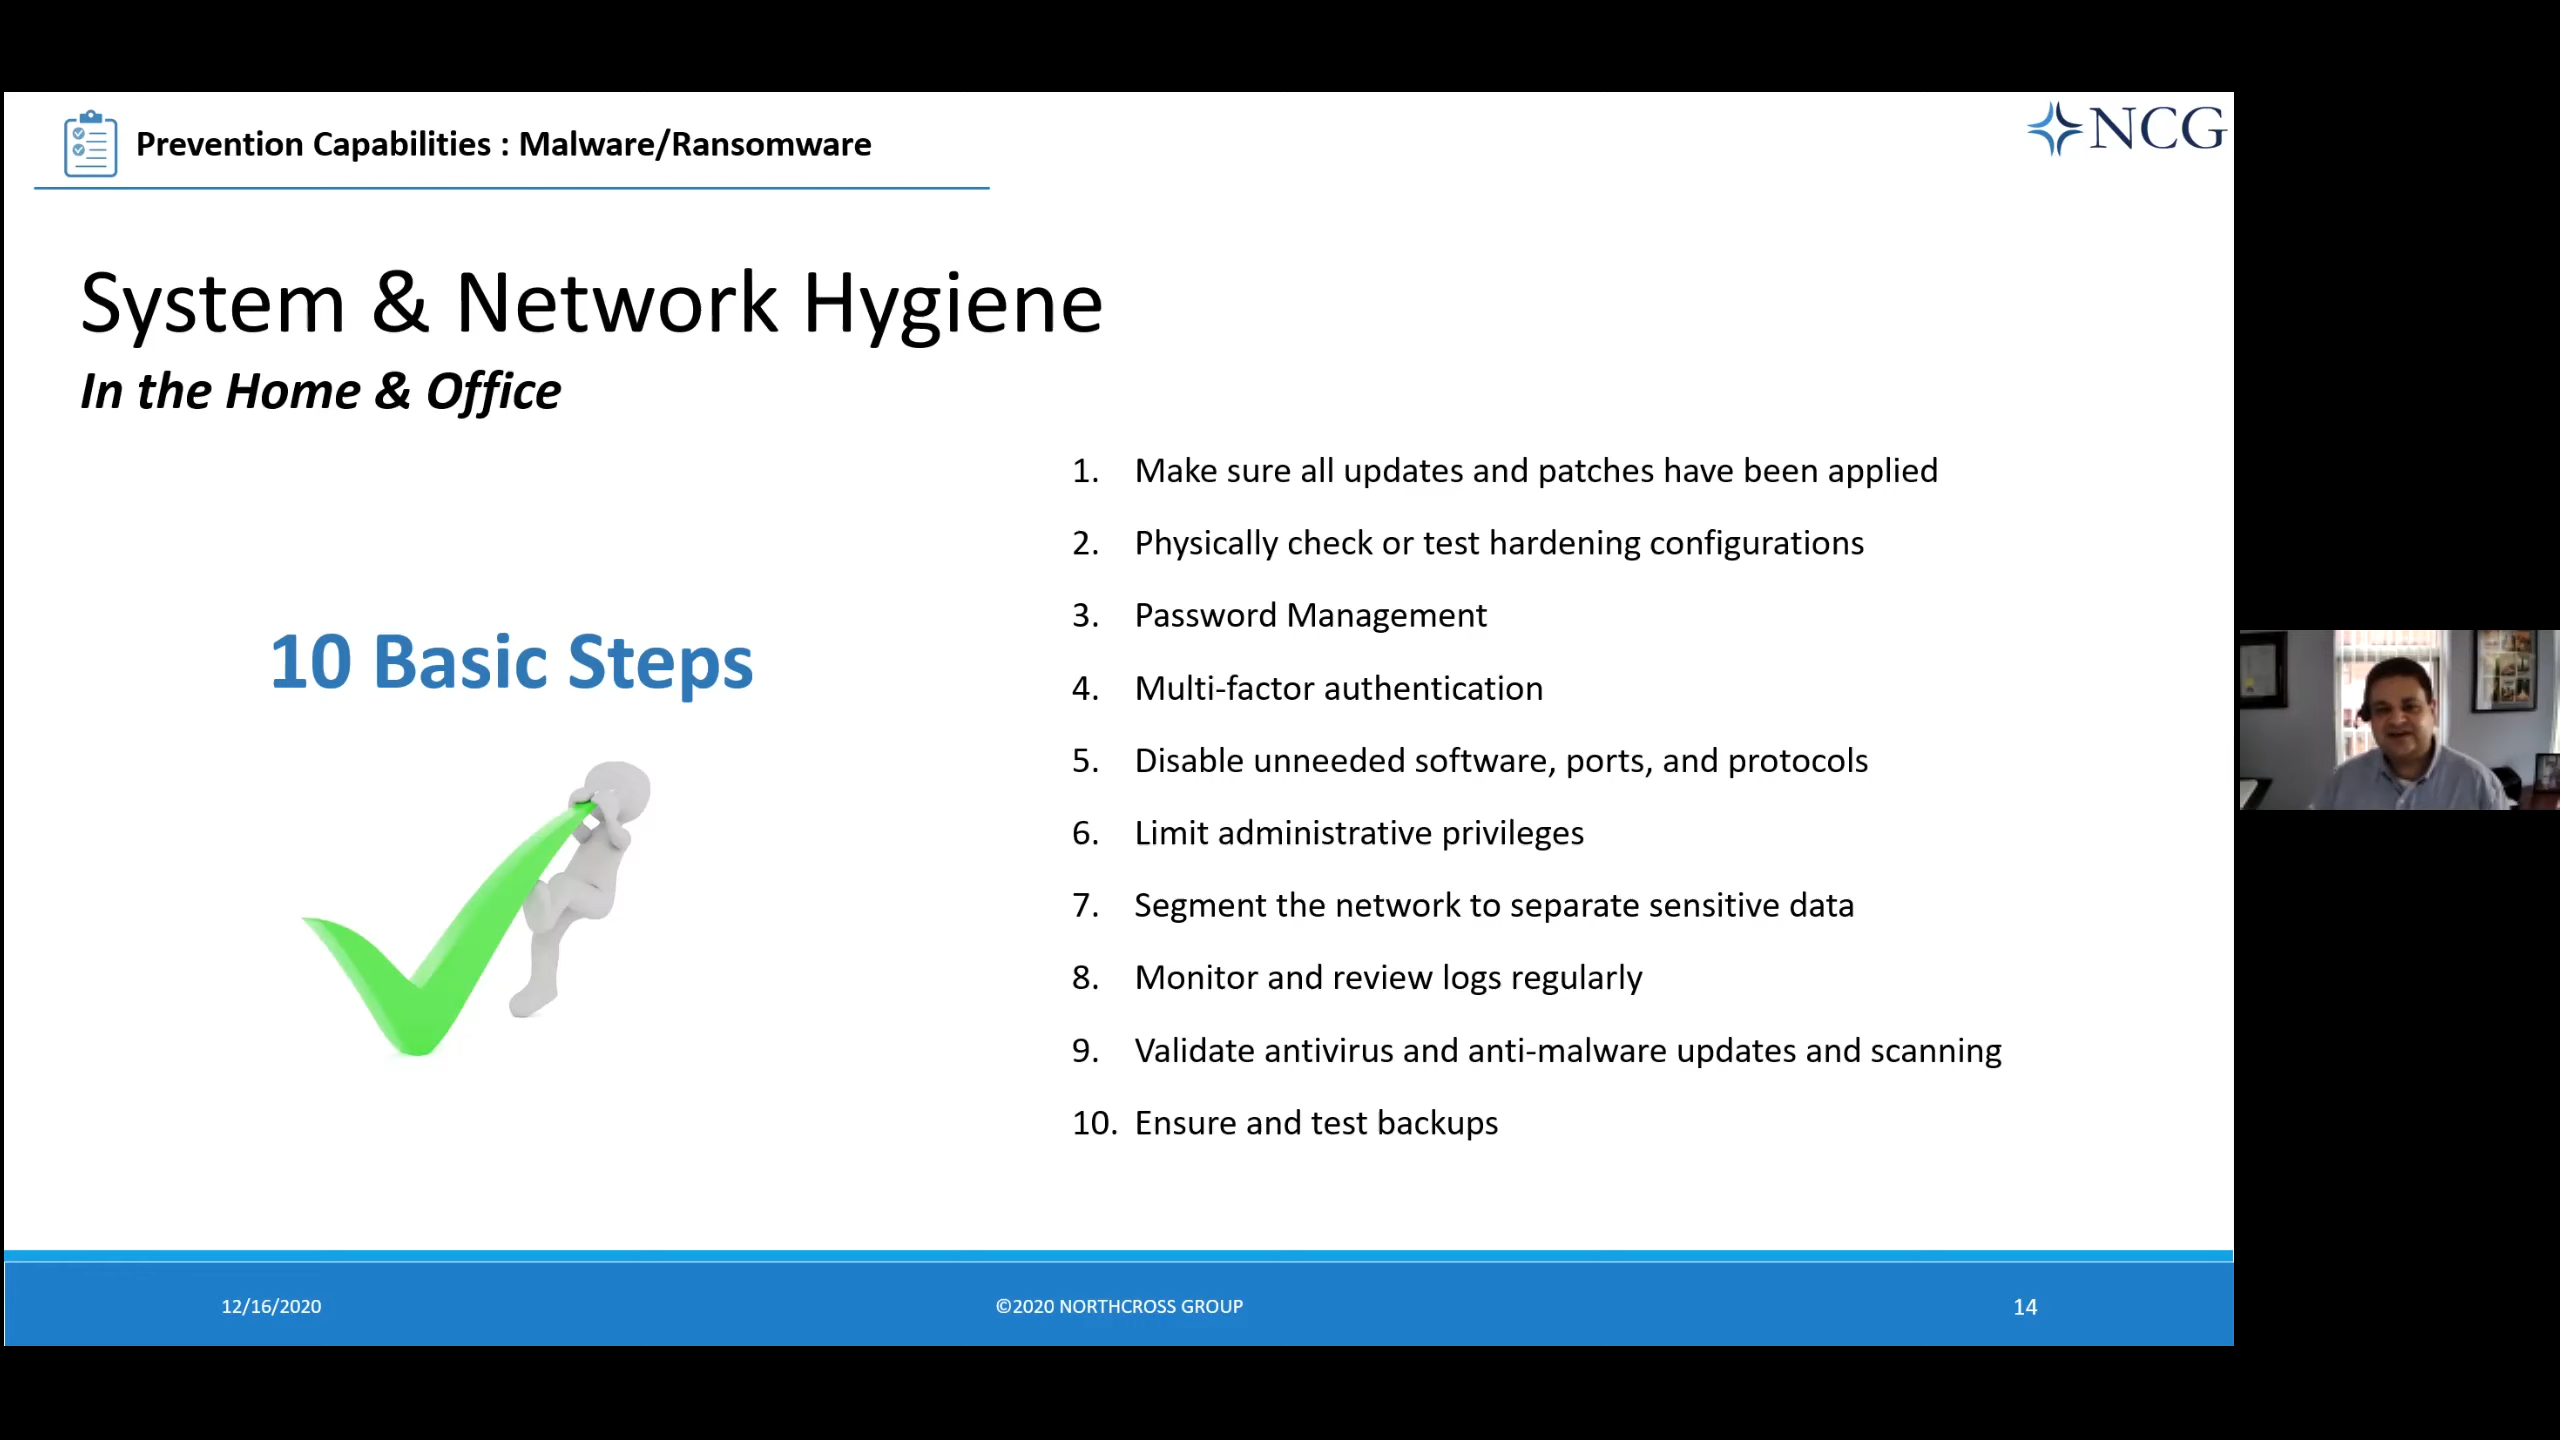 Prevention Capabilities : Malware/Ransomware
NCG
System & Network Hygiene
In the Home & Office
10 Basic Steps
1. Make sure all updates and patches have been applied
2. Physically check or test hardening configurations
3. Password Management
4. Multi-factor authentication
5. Disable unneeded software, ports, and protocols
6. Limit administrative privileges
7. Segment the network to separate sensitive data
8. Monitor and review logs regularly
9. Validate antivirus and anti-malware updates and scanning
10. Ensure and test backups
12/16/2020
©2020 NORTHCROSS GROUP
14